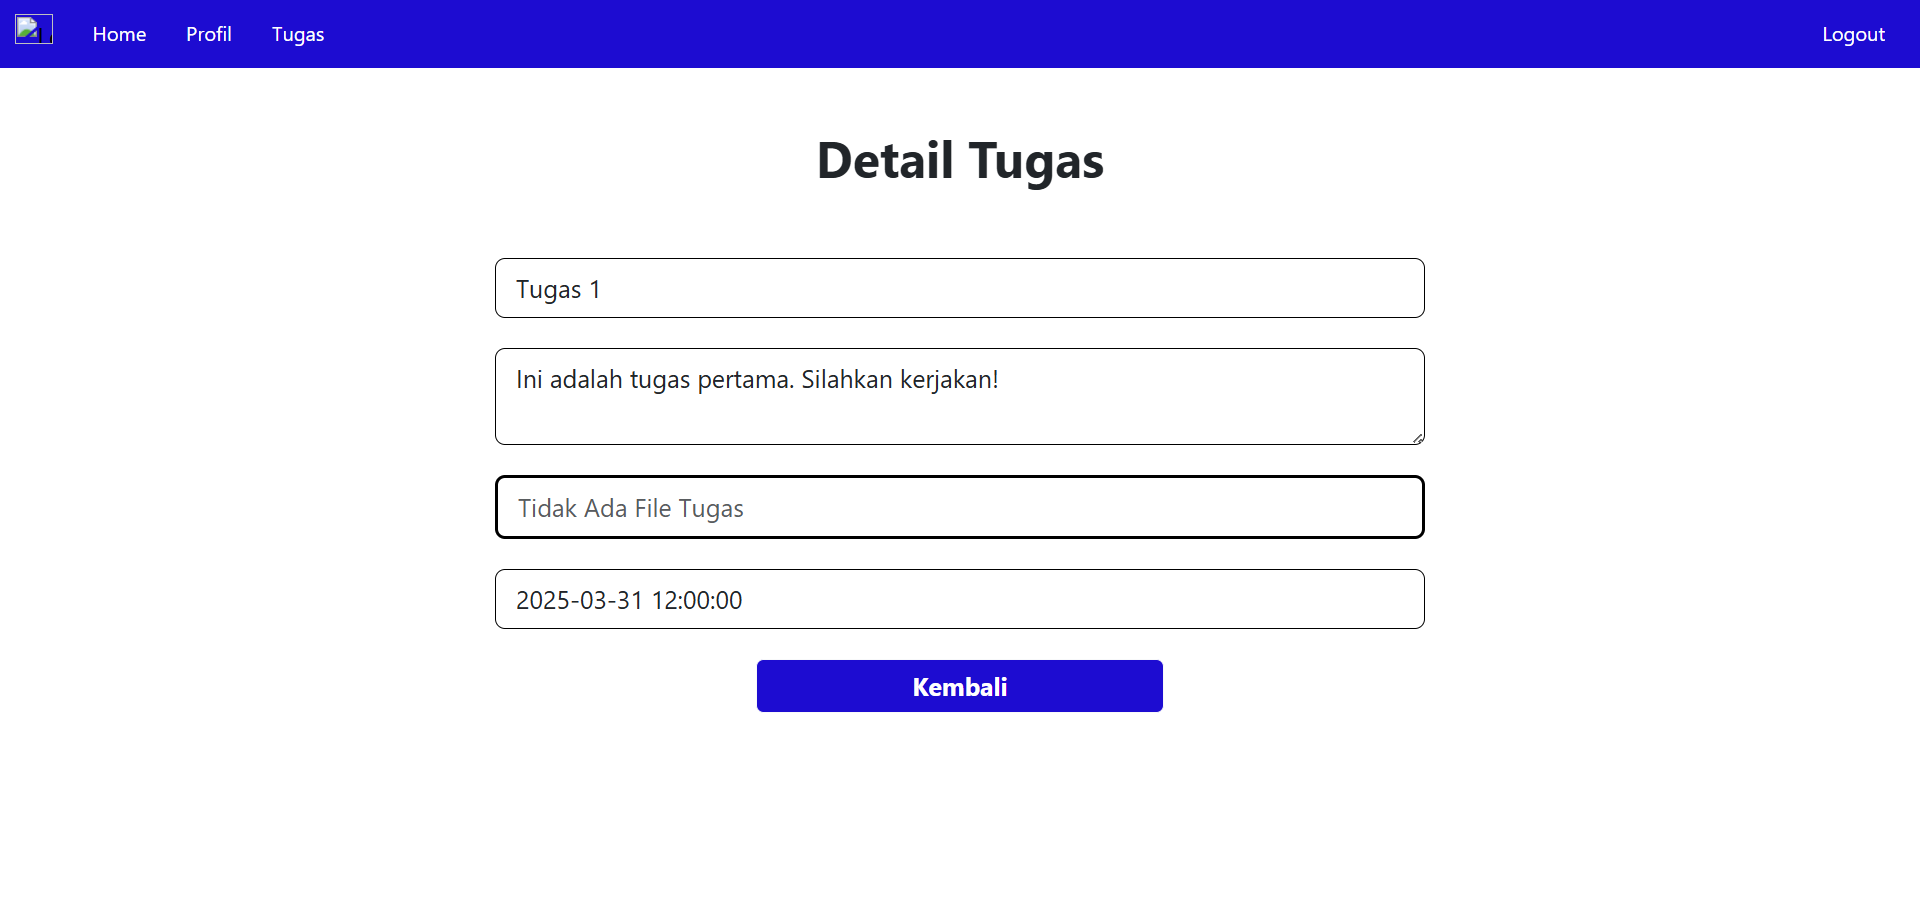 Home Profil Tugas Logout
Detail Tugas
Tugas 1
Ini adalah tugas pertama. Silahkan kerjakan!
Tidak Ada File Tugas
2025-03-31 12:00:00
Kembali